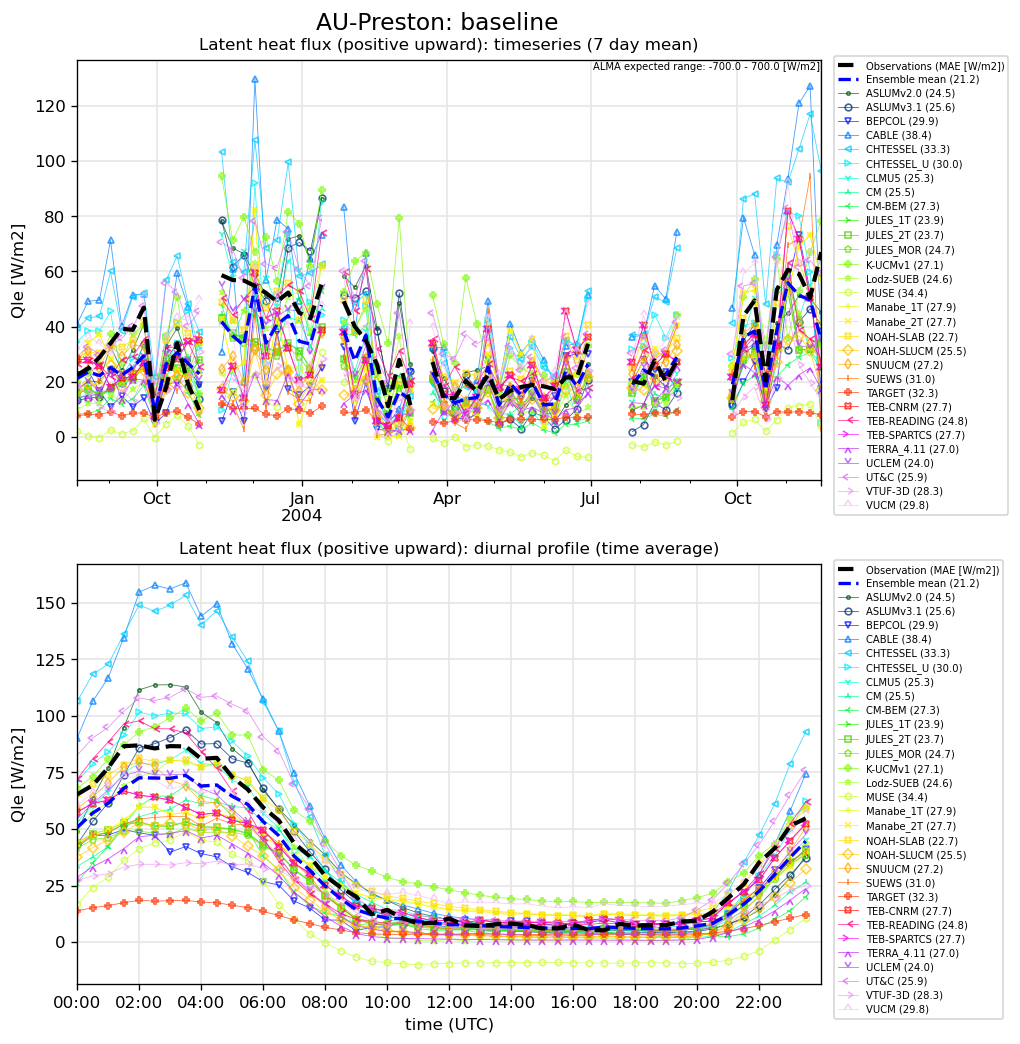 AU-Preston: baseline
Latent heat flux (positive upward): timeseries (7 day mean)
ALMA expected range: -700.0 - 700.0 [W/m2]
Qle [W/m2]
120
100
80
60
40
20
0
Oct
Jan
2004
Apr
Jul
Oct
Observations (MAE [W/m2])
Ensemble mean (21.2)
ASLUMv2.0 (24.5)
ASLUMv3.1 (25.6)
BEPCOL (29.9)
CABLE (38.4)
CHTESSEL (33.3)
CHTESSEL_U (30.0)
CLMU5 (25.3)
CM (25.5)
CM-BEM (27.3)
JULES_1T (23.9)
JULES_2T (23.7)
JULES_MOR (24.7)
K-UCMv1 (27.1)
Lodz-SUEB (24.6)
MUSE (34.4)
Manabe_1T (27.9)
Manabe_2T (27.7)
NOAH-SLAB (22.7)
NOAH-SLUCM (25.5)
SNUUCM (27.2)
SUEWS (31.0)
TARGET (32.3)
TEB-CNRM (27.7)
TEB-READING (24.8)
TEB-SPARTCS (27.7)
TERRA_4.11 (27.0)
UCLEM (24.0)
UT&C (25.9)
VTUF-3D (28.3)
VUCM (29.8)
Latent heat flux (positive upward): diurnal profile (time average)
Qle [W/m2]
150
125
100
75
50
25
0
00:00
02:00
04:00
06:00
08:00
10:00
12:00
14:00
16:00
18:00
20:00
22:00
time (UTC)
Observation (MAE [W/m2])
Ensemble mean (21.2)
ASLUMv2.0 (24.5)
ASLUMv3.1 (25.6)
BEPCOL (29.9)
CABLE (38.4)
CHTESSEL (33.3)
CHTESSEL_U (30.0)
CLMU5 (25.3)
CM (25.5)
CM-BEM (27.3)
JULES_1T (23.9)
JULES_2T (23.7)
JULES_MOR (24.7)
K-UCMv1 (27.1)
Lodz-SUEB (24.6)
MUSE (34.4)
Manabe_1T (27.9)
Manabe_2T (27.7)
NOAH-SLAB (22.7)
NOAH-SLUCM (25.5)
SNUUCM (27.2)
SUEWS (31.0)
TARGET (32.3)
TEB-CNRM (27.7)
TEB-READING (24.8)
TEB-SPARTCS (27.7)
TERRA_4.11 (27.0)
UCLEM (24.0)
UT&C (25.9)
VTUF-3D (28.3)
VUCM (29.8)